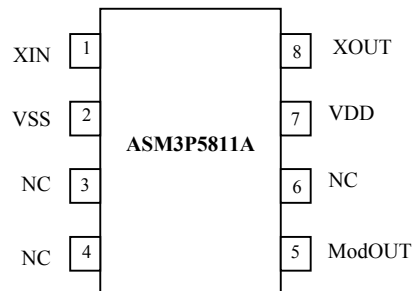 XIN 1 8 XOUT
VSS 2 7 VDD
ASM3P5811A
NC 3 6 NC
NC 4 5 ModOUT